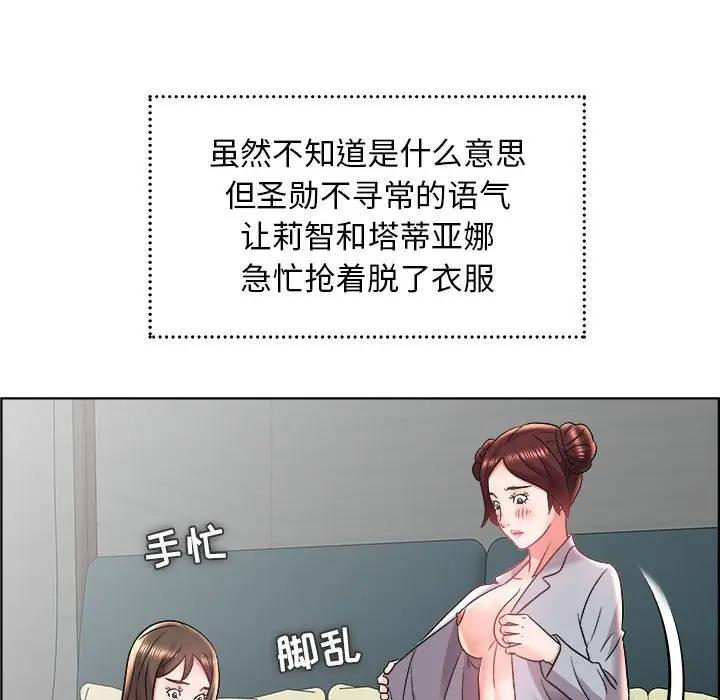 虽然不知道是什么意思
但圣勋不寻常的语气
让莉智和塔蒂亚娜
急忙抢着脱了衣服
手忙
脚乱